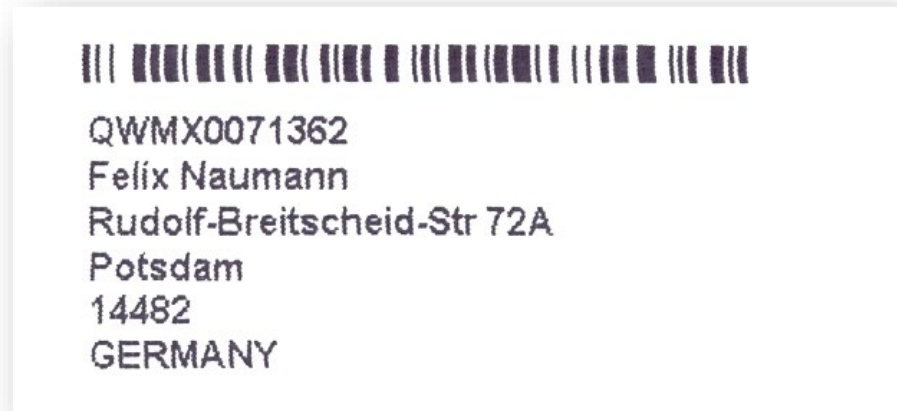 QWMX0071362
Felix Naumann
Rudolf-Breitscheid-Str 72A
Potsdam
14482
GERMANY